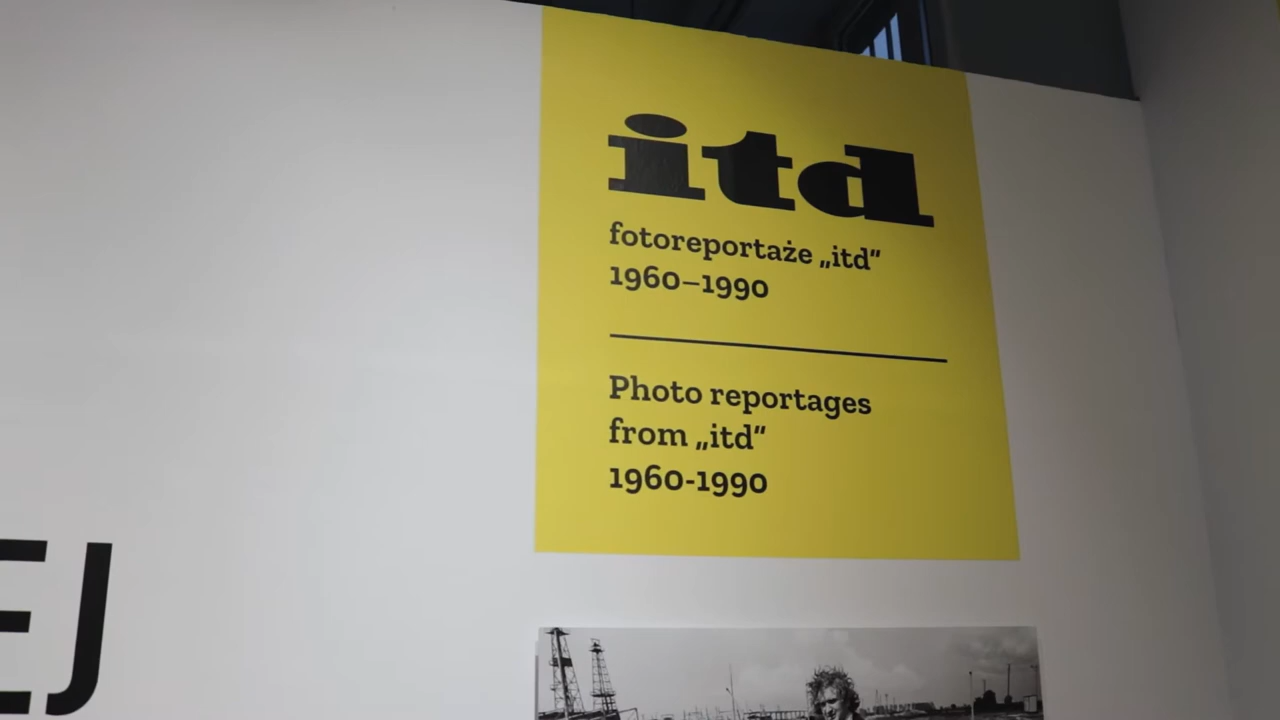 itd
fotoreportaże „itd”
1960–1990
Photo reportages
from „itd”
1960-1990
EJ